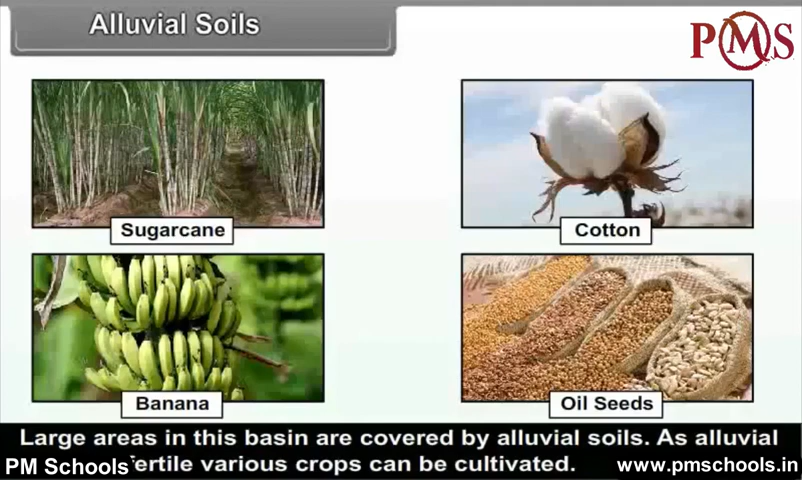 Alluvial Soils
PMS
Sugarcane
Cotton
Banana
Oil Seeds
Large areas in this basin are covered by alluvial soils. As alluvial
fertile various crops can be cultivated.
PM Schools
www.pmschools.in